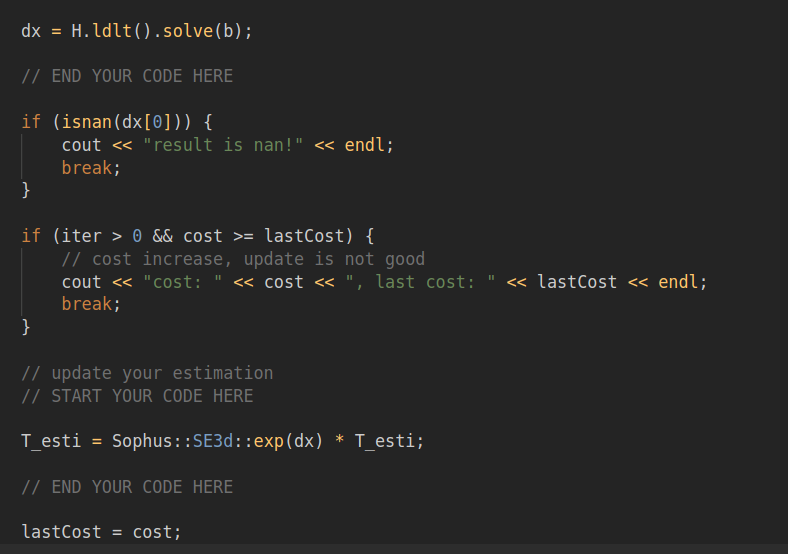 dx = H.ldlt().solve(b);
// END YOUR CODE HERE
if (isnan(dx[0])) {
cout << "result is nan!" << endl;
break;
}
if (iter > 0 && cost >= lastCost) {
// cost increase, update is not good
cout << "cost: " << cost << ", last cost: " << lastCost << endl;
break;
}
// update your estimation
// START YOUR CODE HERE
T_esti = Sophus::SE3d::exp(dx) * T_esti;
// END YOUR CODE HERE
lastCost = cost;